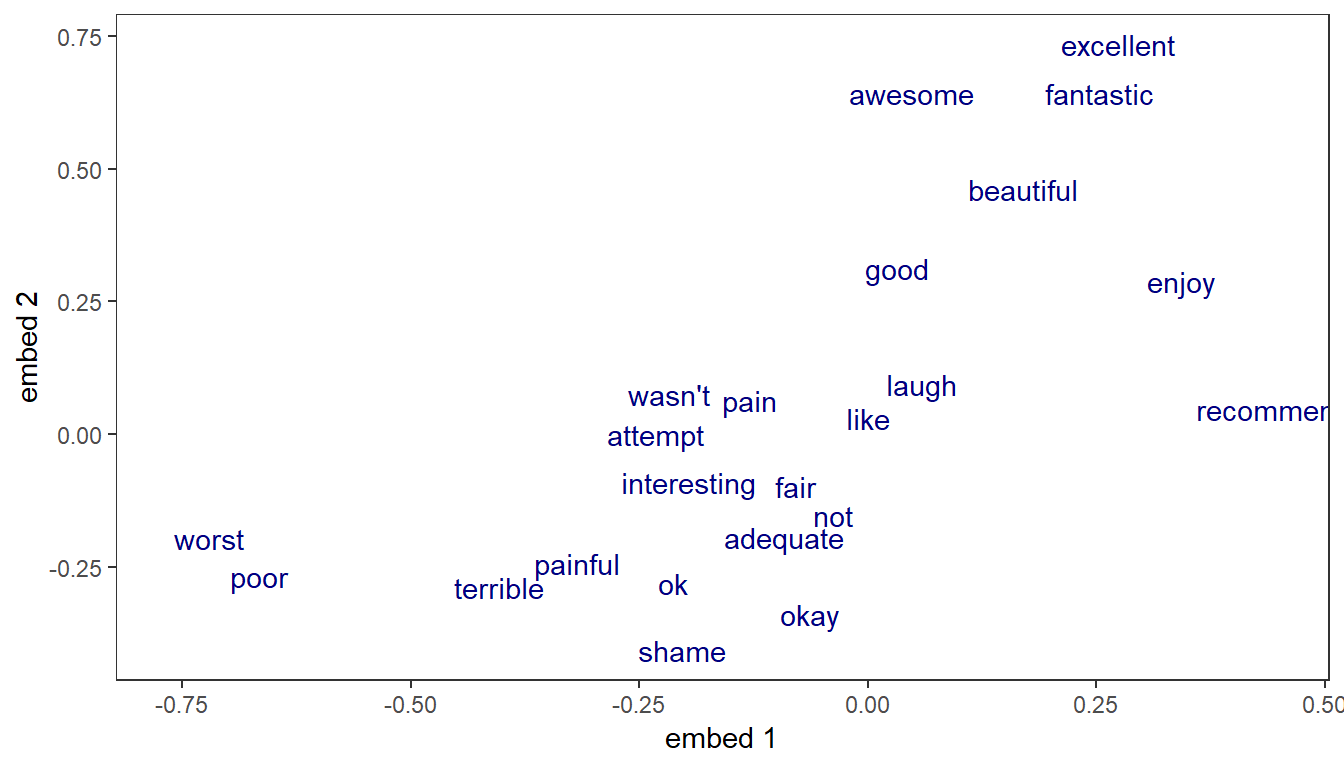 0.75
excellent
awesome fantastic
0.50
beautiful
good
enjoy
0.25
embed 2
laugh
wasn't pain
recommer
like
0.00
attempt
interesting fair
not
worst
adequate
-0.25
painful
poor
terrible
ok
okay
shame
-0.75 -0.50 -0.25 0.00 0.25 0.50
embed 1